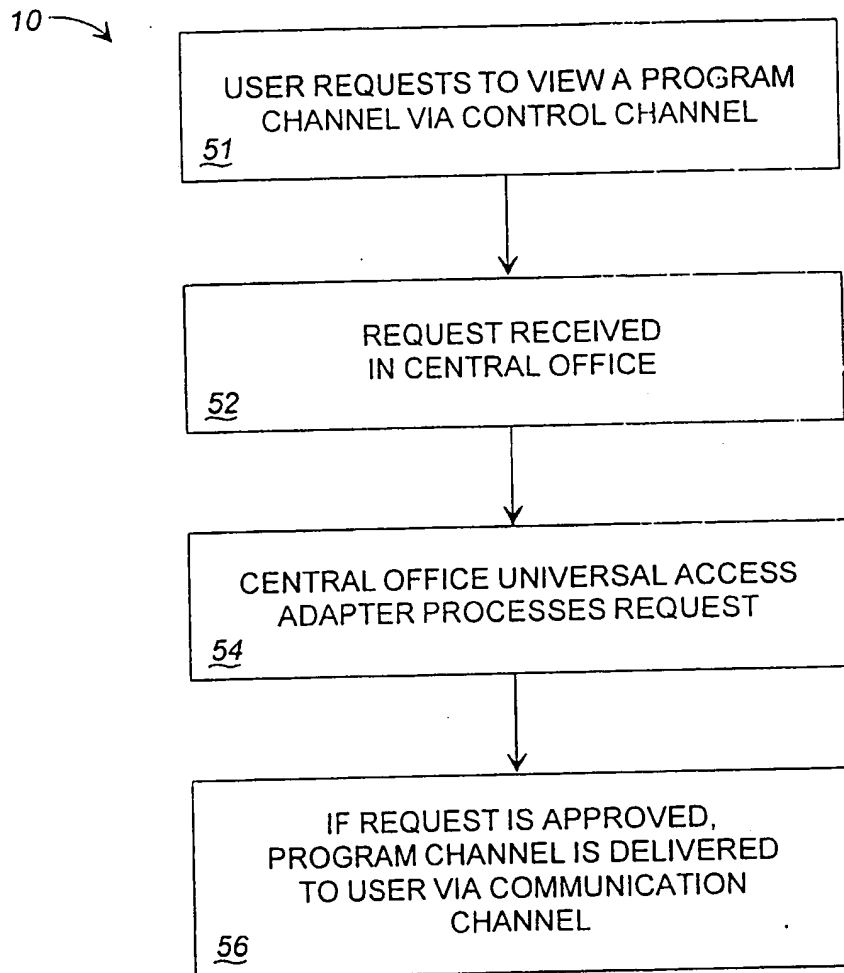 10
USER REQUESTS TO VIEW A PROGRAM
CHANNEL VIA CONTROL CHANNEL
51
REQUEST RECEIVED
IN CENTRAL OFFICE
52
CENTRAL OFFICE UNIVERSAL ACCESS
ADAPTER PROCESSES REQUEST
54
IF REQUEST IS APPROVED,
PROGRAM CHANNEL IS DELIVERED
TO USER VIA COMMUNICATION
CHANNEL
56